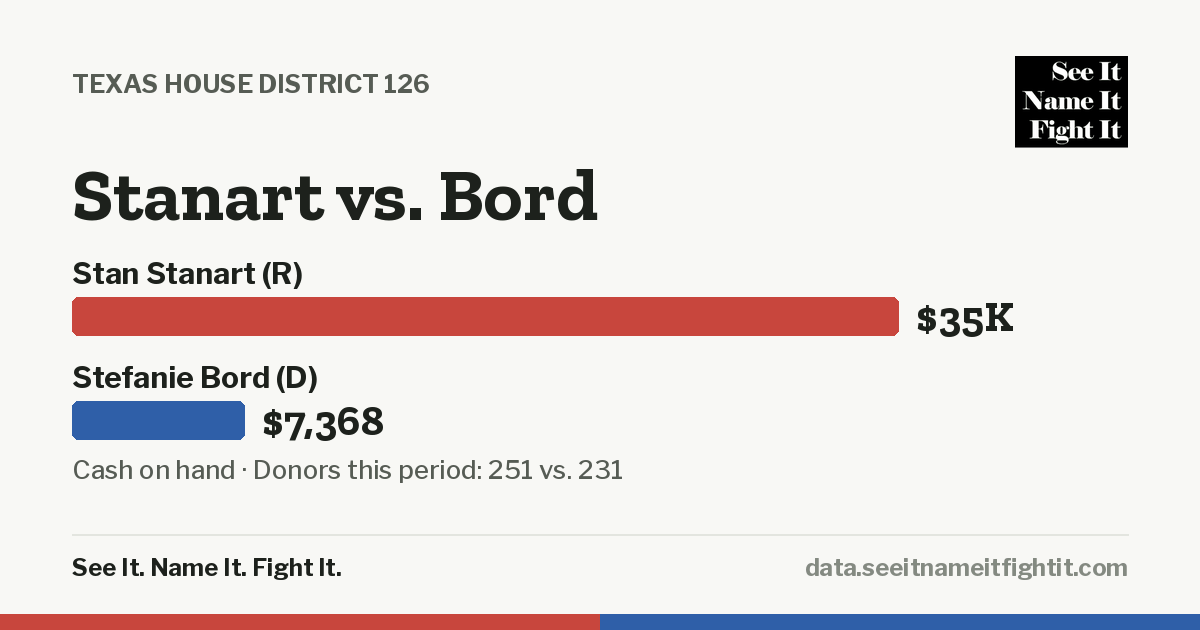 TEXAS HOUSE DISTRICT 126
See It
Name It
Fight It
Stanart vs. Bord
Stan Stanart (R)
$35K
Stefanie Bord (D)
$7,368
Cash on hand · Donors this period: 251 vs. 231
See It. Name It. Fight It.
data.seeitnameitfightit.com